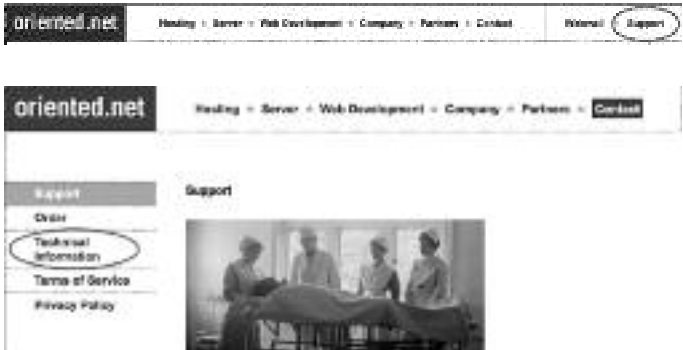 oriented.net Hosting + Server + Web Development + Company + Partners + Contact Webmail Support
oriented.net Hosting + Server + Web Development + Company + Partners + Contact
Support Support
Order
Technical
Information
Terms of Service
Privacy Policy